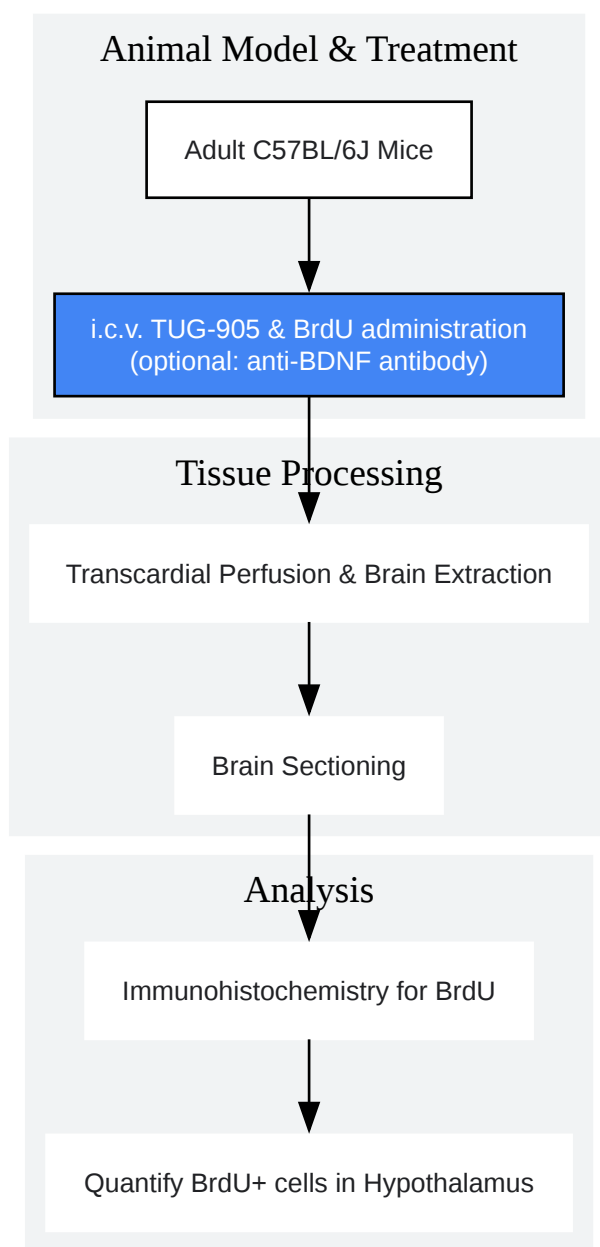 Animal Model & Treatment
Adult C57BL/6J Mice
i.c.v. TUG-905 & BrdU administration
(optional: anti-BDNF antibody)
Tissue Processing
Transcardial Perfusion & Brain Extraction
Brain Sectioning
Analysis
Immunohistochemistry for BrdU
Quantify BrdU+ cells in Hypothalamus